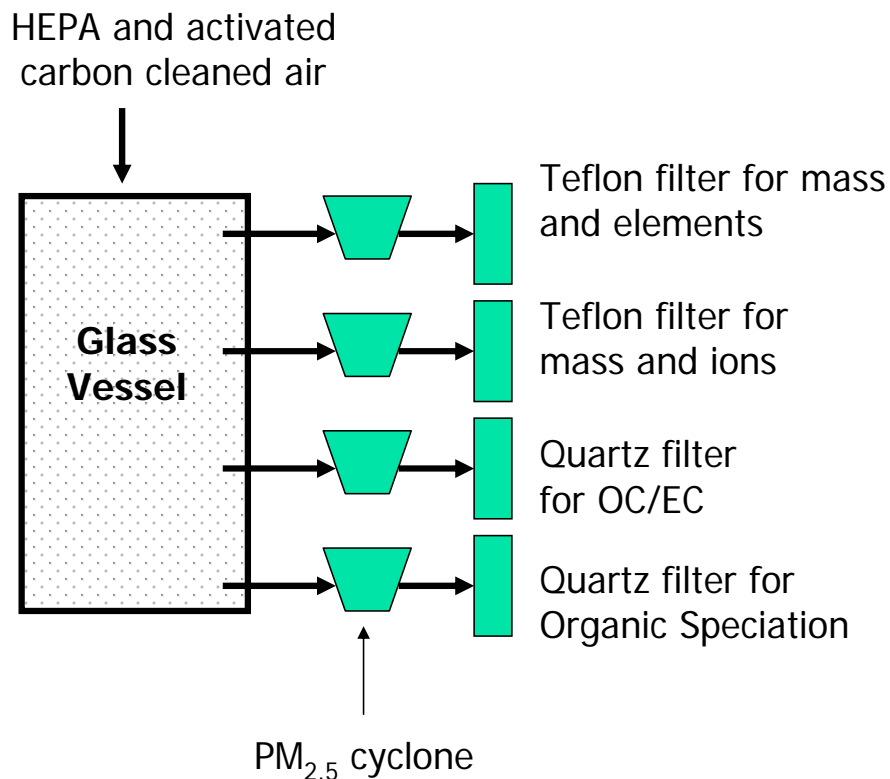 HEPA and activated
carbon cleaned air
Glass
Vessel
Teflon filter for mass
and elements
Teflon filter for
mass and ions
Quartz filter
for OC/EC
Quartz filter for
Organic Speciation
PM2.5 cyclone